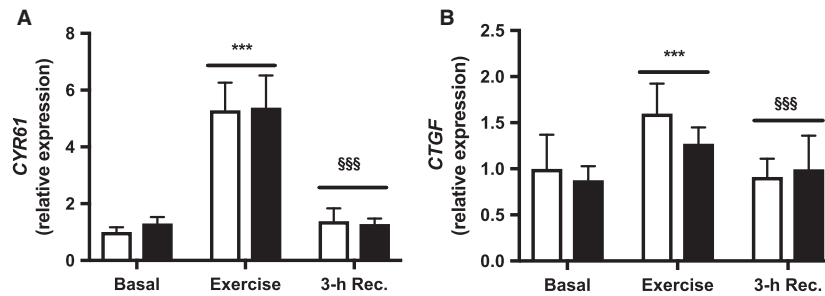 A
CYR61
(relative expression)
8
6
4
2
0
***
§§§
Basal
Exercise
3-h Rec.
B
CTGF
(relative expression)
2.5
2.0
1.5
1.0
0.5
0.0
***
§§§
Basal
Exercise
3-h Rec.